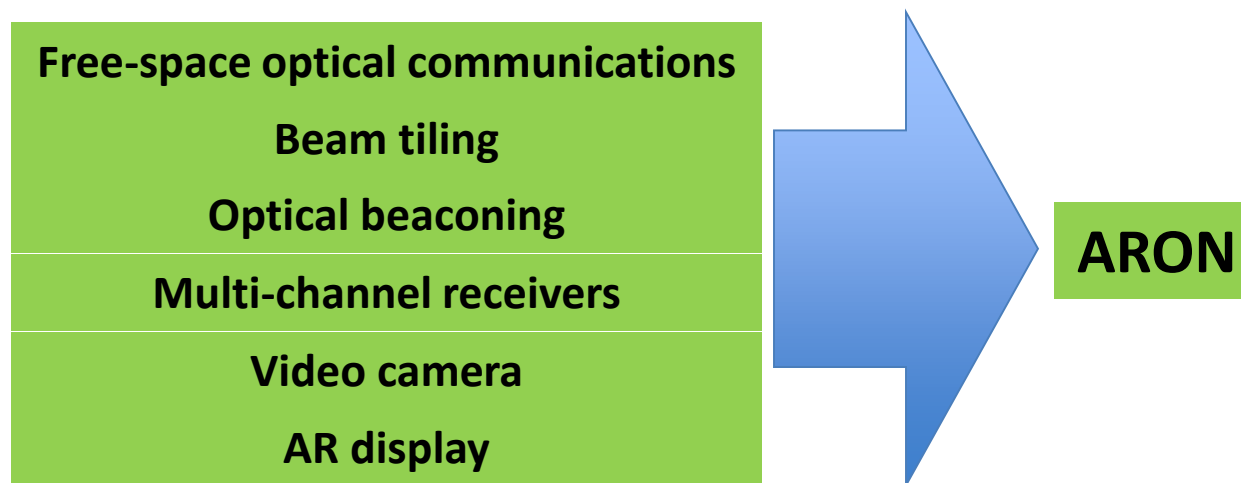 Free-space optical communications
Beam tiling
Optical beaconing
Multi-channel receivers
Video camera
AR display
ARON